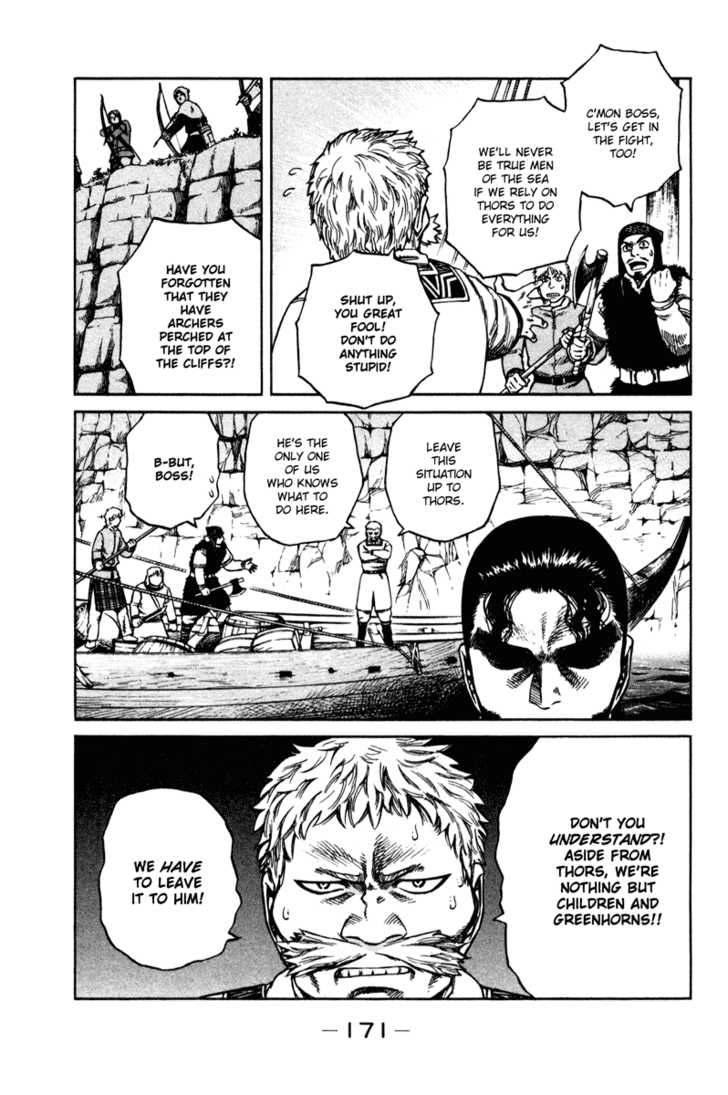 C'MON BOSS,
LET'S GET IN
THE FIGHT,
TOO!
WE'LL NEVER
BE TRUE MEN
OF THE SEA
IF WE RELY ON
THORS TO DO
EVERYTHING
FOR US!
SHUT UP,
YOU GREAT
FOOL!
DON'T DO
ANYTHING
STUPID!
HAVE YOU
FORGOTTEN
THAT THEY
HAVE
ARCHERS
PERCHED AT
THE TOP OF
THE CLIFFS?!
LEAVE
THIS
SITUATION
UP TO
THORS.
HE'S THE
ONLY ONE
OF US
WHO KNOWS
WHAT TO
DO HERE.
B-BUT,
BOSS!
DON'T YOU
UNDERSTAND?!
ASIDE FROM
THORS, WE'RE
NOTHING BUT
CHILDREN AND
GREENHORNS!!
WE HAVE
TO LEAVE
IT TO HIM!
—171—